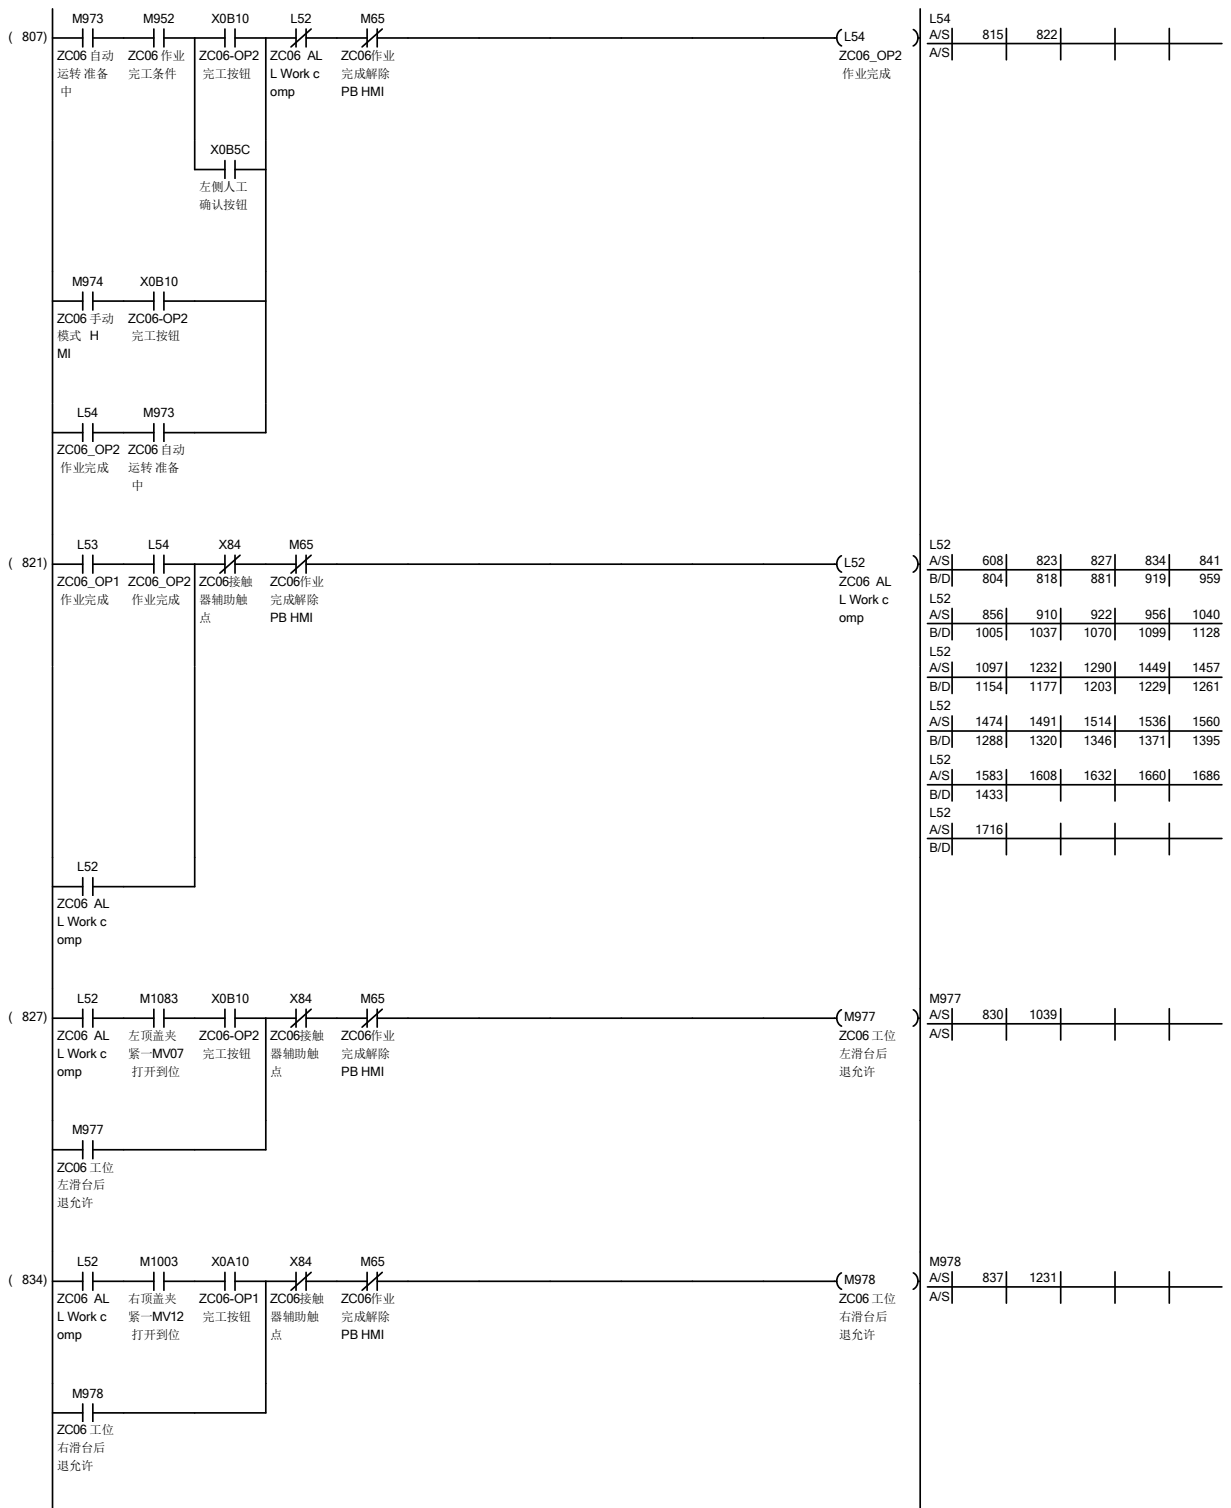 M973 M952 X0B10 L52 M65 L54
( 807) (L54 ) A/S 815 822
ZC06 自动 ZC06 作业 ZC06-OP2 ZC06 AL ZC06作业 ZC06_OP2 A/S
运转 准备 完工条件 完工按钮 L Work c 完成解除 作业完成
中 omp PB HMI
X0B5C
左侧人工
确认按钮
M974 X0B10
ZC06 手动 ZC06-OP2
模式 H 完工按钮
MI
L54 M973
ZC06_OP2 ZC06 自动
作业完成 运转 准备
中
L53 L54 X84 M65 L52
( 821) (L52 ) A/S 608 823 827 834 841
ZC06_OP1 ZC06_OP2 ZC06接触 ZC06作业 ZC06 AL B/D 804 818 881 919 959
作业完成 作业完成 器辅助触 完成解除 L Work c L52
点 PB HMI omp A/S 856 910 922 956 1040
B/D 1005 1037 1070 1099 1128
L52
A/S 1097 1232 1290 1449 1457
B/D 1154 1177 1203 1229 1261
L52
A/S 1474 1491 1514 1536 1560
B/D 1288 1320 1346 1371 1395
L52
A/S 1583 1608 1632 1660 1686
B/D 1433
L52
A/S 1716
B/D
L52
ZC06 AL
L Work c
omp
L52 M1083 X0B10 X84 M65 M977
( 827) (M977 ) A/S 830 1039
ZC06 AL 左顶盖夹 ZC06-OP2 ZC06接触 ZC06作业 ZC06 工位 A/S
L Work c 紧一MV07 完工按钮 器辅助触 完成解除 左滑台后
omp 打开到位 点 PB HMI 退允许
M977
ZC06 工位
左滑台后
退允许
L52 M1003 X0A10 X84 M65 M978
( 834) (M978 ) A/S 837 1231
ZC06 AL 右顶盖夹 ZC06-OP1 ZC06接触 ZC06作业 ZC06 工位 A/S
L Work c 紧一MV12 完工按钮 器辅助触 完成解除 右滑台后
omp 打开到位 点 PB HMI 退允许
M978
ZC06 工位
右滑台后
退允许